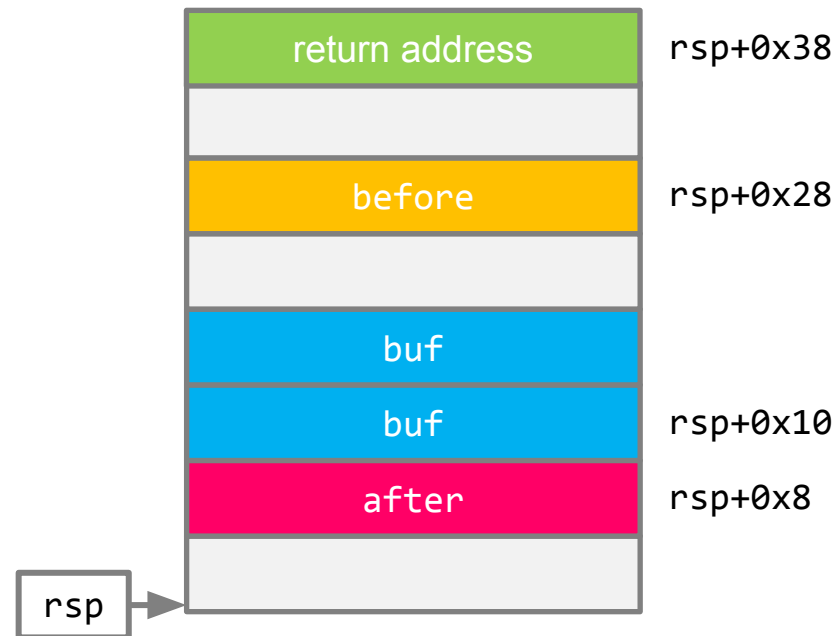 return address rsp+0x38
before rsp+0x28
buf
buf rsp+0x10
after rsp+0x8
rsp